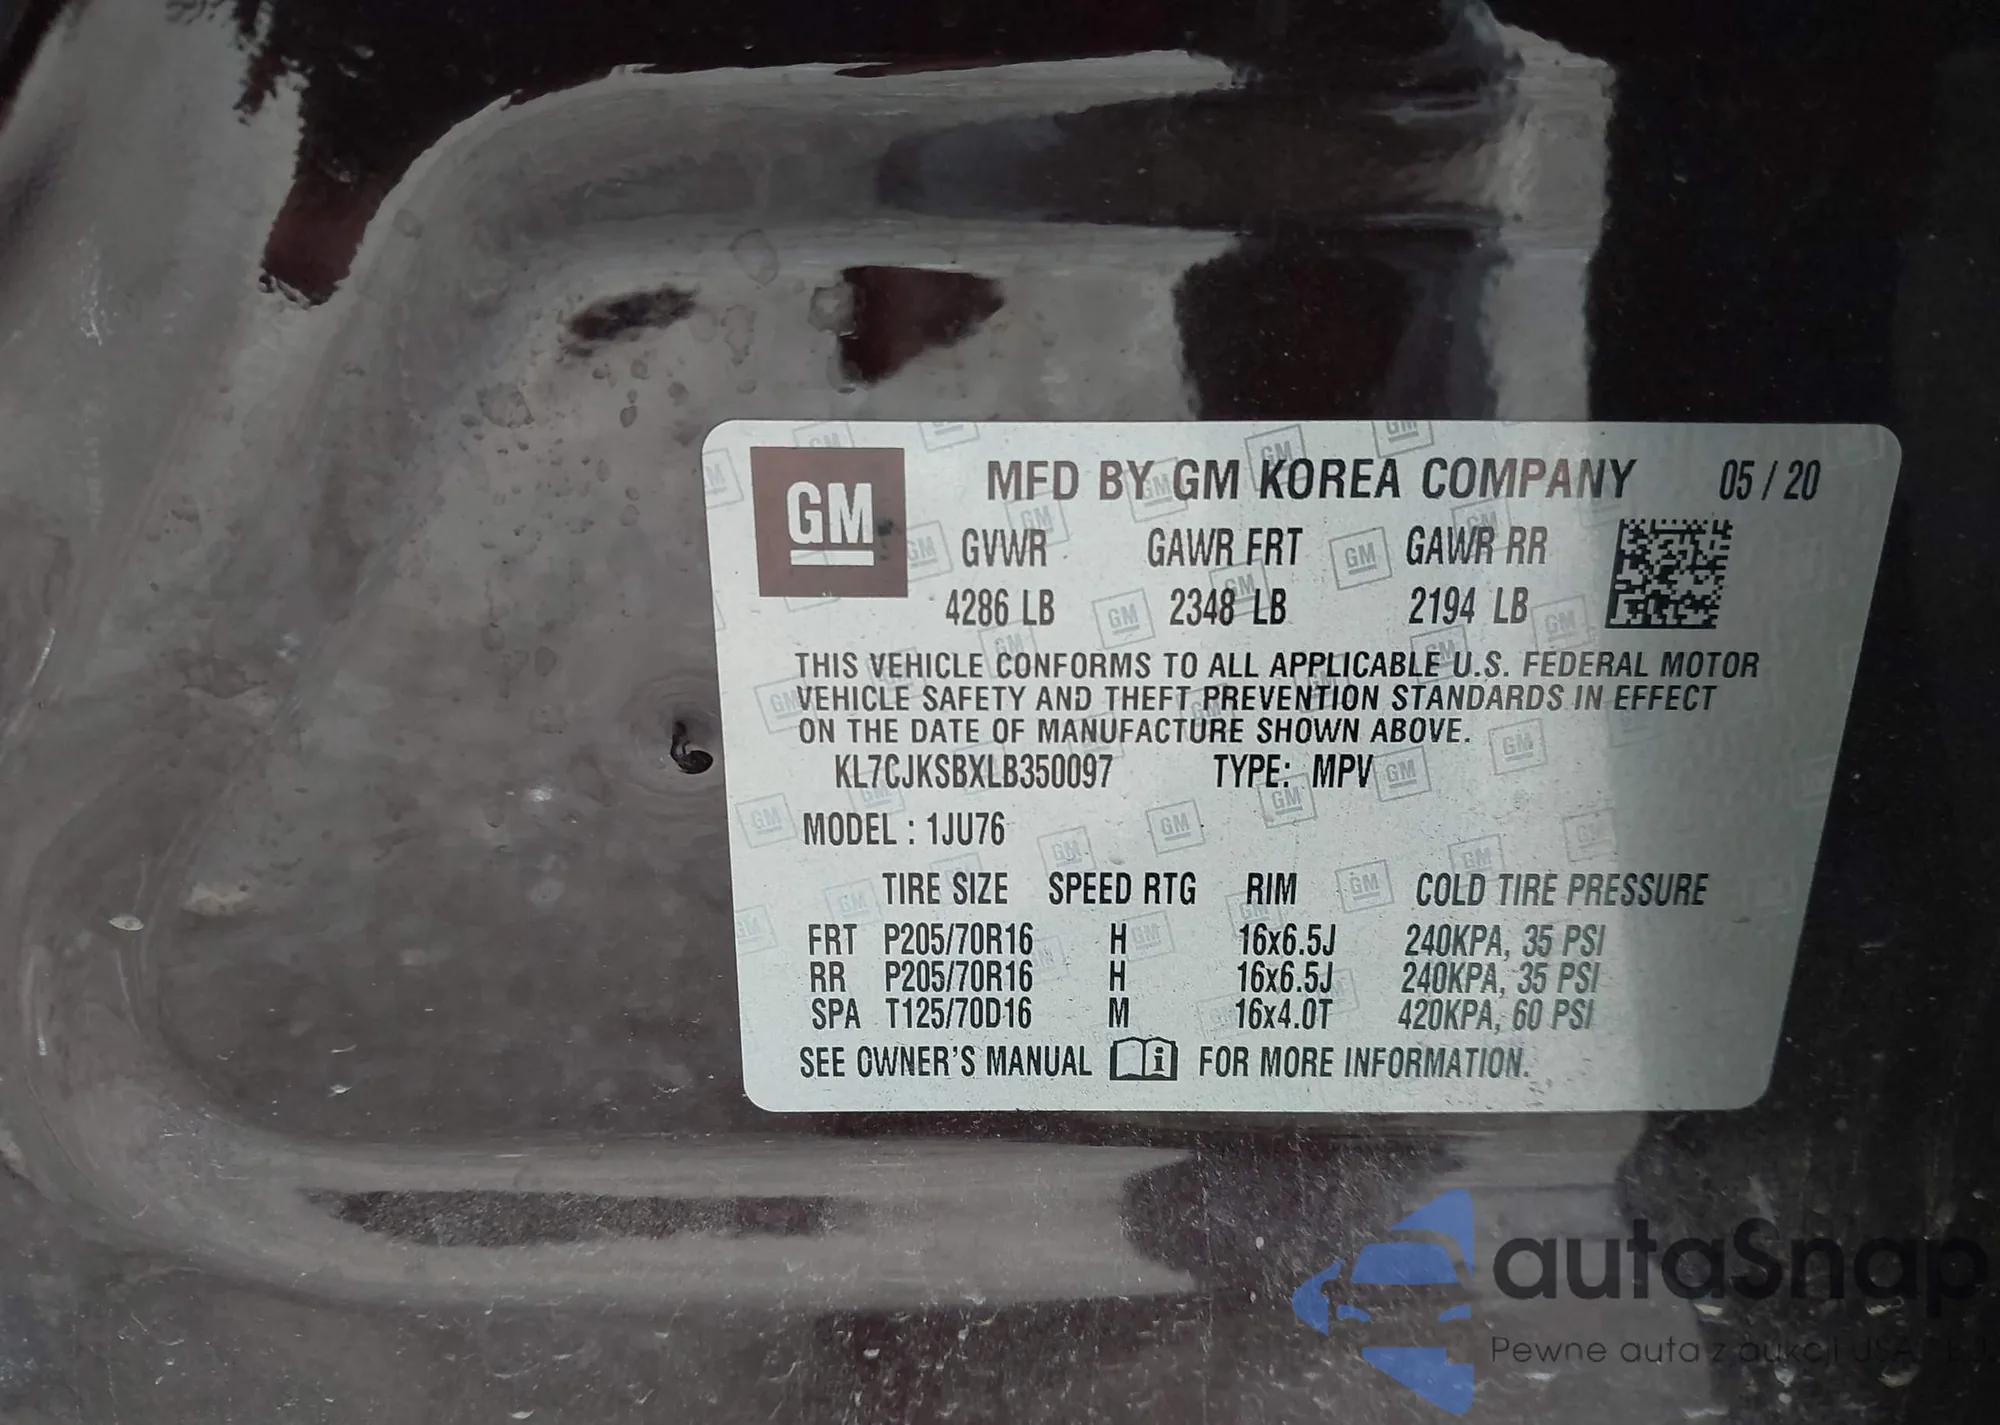 GM
MFD BY GM KOREA COMPANY 05 / 20
GVWR GAWR FRT GAWR RR
4286 LB 2348 LB 2194 LB
THIS VEHICLE CONFORMS TO ALL APPLICABLE U.S. FEDERAL MOTOR
VEHICLE SAFETY AND THEFT PREVENTION STANDARDS IN EFFECT
ON THE DATE OF MANUFACTURE SHOWN ABOVE.
KL7CJKSBXLB350097 TYPE: MPV
MODEL : 1JU76
TIRE SIZE SPEED RTG RIM COLD TIRE PRESSURE
FRT P205/70R16 H 16x6.5J 240KPA, 35 PSI
RR P205/70R16 H 16x6.5J 240KPA, 35 PSI
SPA T125/70D16 M 16x4.0T 420KPA, 60 PSI
SEE OWNER'S MANUAL i FOR MORE INFORMATION.
autaSnap
Pewne auta z aukcji USA